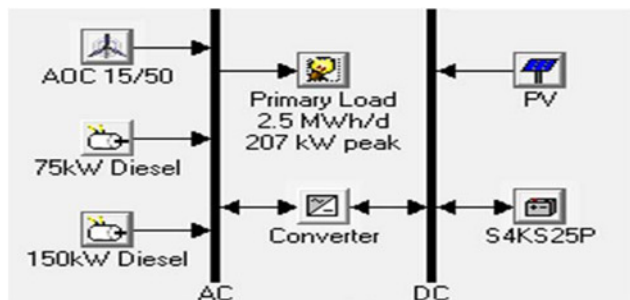 AOC 15/50
Primary Load
2.5 MWh/d
207 kW peak
PV
75kW Diesel
Converter
S4KS25P
150kW Diesel
AC
DC